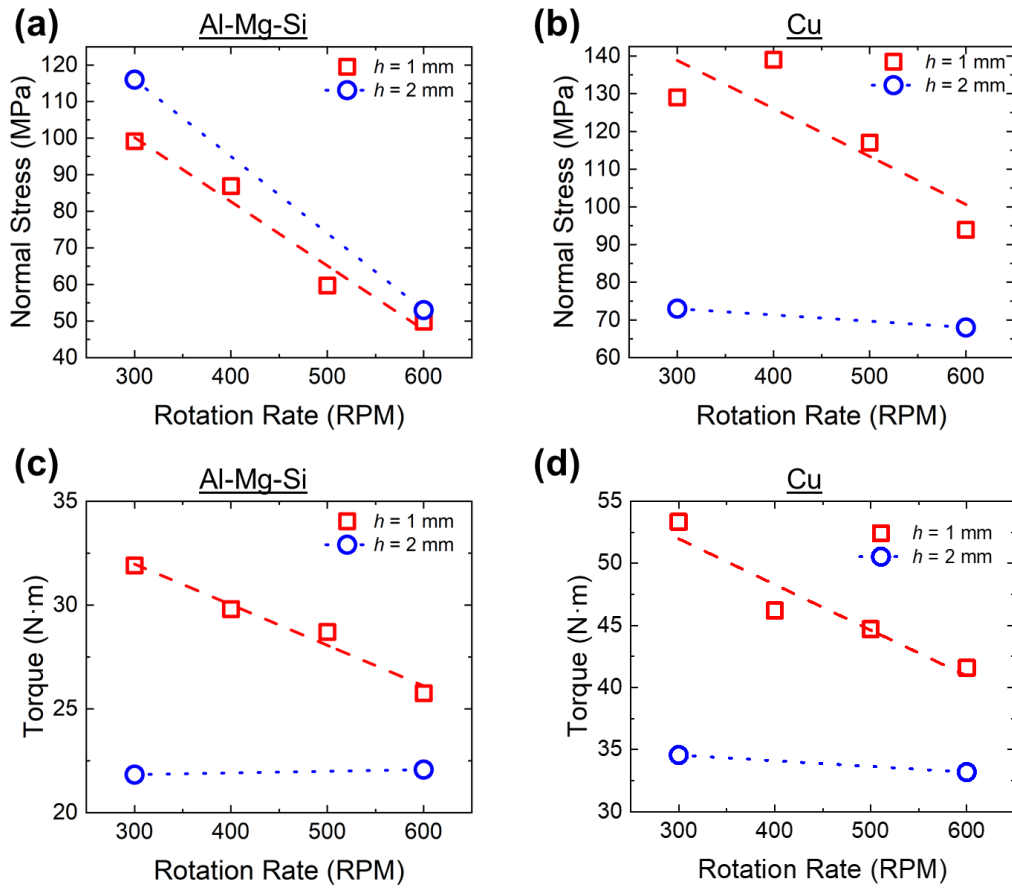 (a)
Al-Mg-Si
h = 1 mm
h = 2 mm
120
110
100
90
80
70
60
50
40
Normal Stress (MPa)
300 400 500 600
Rotation Rate (RPM)
(b)
Cu
h = 1 mm
h = 2 mm
140
130
120
110
100
90
80
70
60
Normal Stress (MPa)
300 400 500 600
Rotation Rate (RPM)
(c)
Al-Mg-Si
h = 1 mm
h = 2 mm
35
30
25
20
Torque (N·m)
300 400 500 600
Rotation Rate (RPM)
(d)
Cu
h = 1 mm
h = 2 mm
55
50
45
40
35
30
Torque (N·m)
300 400 500 600
Rotation Rate (RPM)